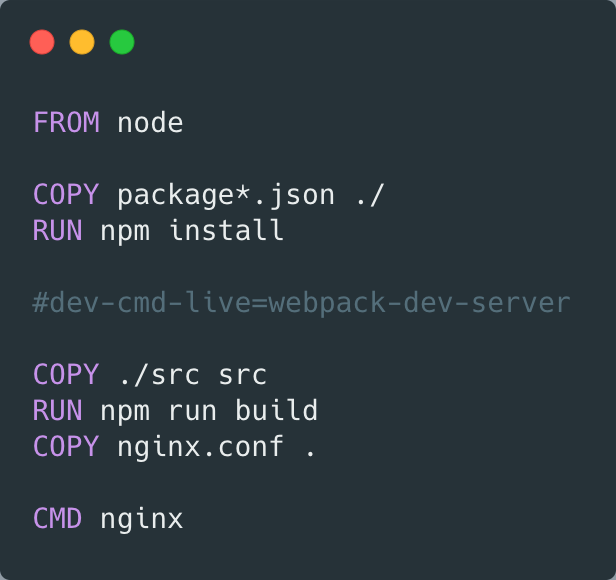 FROM node
COPY package*.json ./
RUN npm install
#dev-cmd-live=webpack-dev-server
COPY ./src src
RUN npm run build
COPY nginx.conf .
CMD nginx